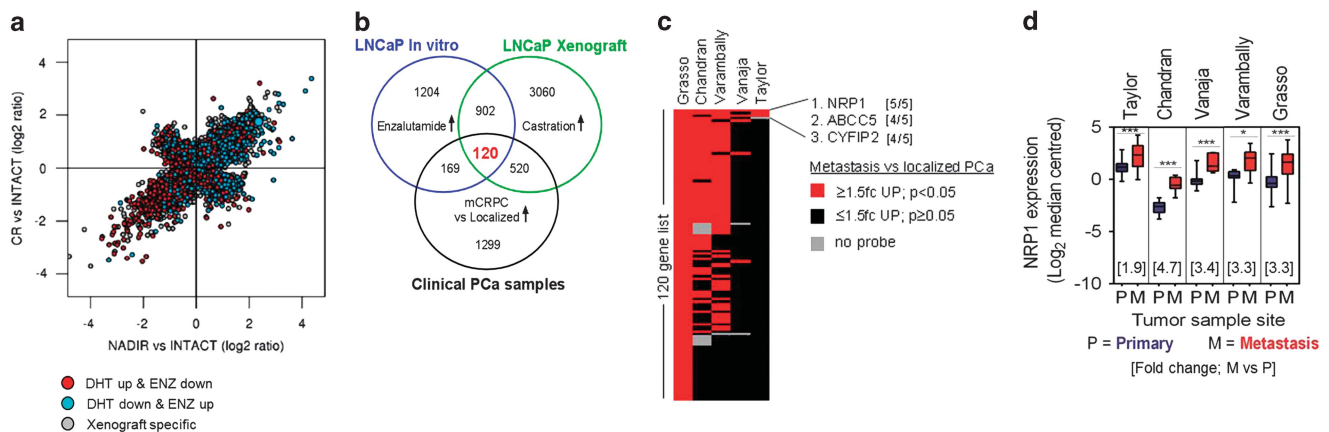 a
CR vs INTACT (log2 ratio)
4
2
0
-2
-4
-4 -2 0 2 4
NADIR vs INTACT (log2 ratio)
DHT up & ENZ down
DHT down & ENZ up
Xenograft specific
b
LNCaP In vitro
LNCaP Xenograft
1204
902
3060
Enzalutamide
Castration
120
169
520
mCRPC
vs Localized
1299
Clinical PCa samples
c
Grasso
Chandran
Varambally
Vanaja
Taylor
120 gene list
1. NRP1 [5/5]
2. ABCC5 [4/5]
3. CYFIP2 [4/5]
Metastasis vs localized PCa
≥1.5fc UP; p<0.05
≤1.5fc UP; p≥0.05
no probe
d
Taylor
Chandran
Vanaja
Varambally
Grasso
NRP1 expression
(Log2 median centred)
5
0
-5
-10
*** *** *** * ***
[1.9] [4.7] [3.4] [3.3] [3.3]
P M P M P M P M P M
Tumor sample site
P = Primary M = Metastasis
[Fold change; M vs P]